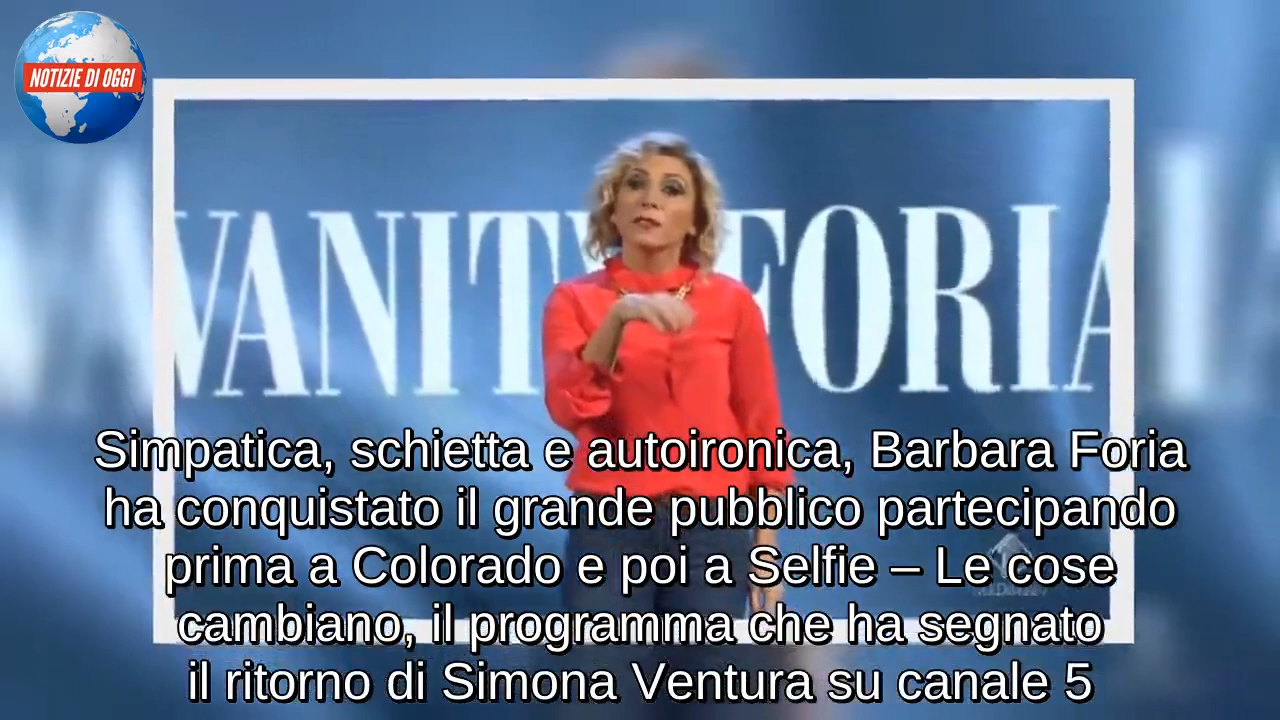 NOTIZIE DI OGGI
VANITY FORIA
Simpatica, schietta e autoironica, Barbara Foria
ha conquistato il grande pubblico partecipando
prima a Colorado e poi a Selfie – Le cose
cambiano, il programma che ha segnato
il ritorno di Simona Ventura su canale 5